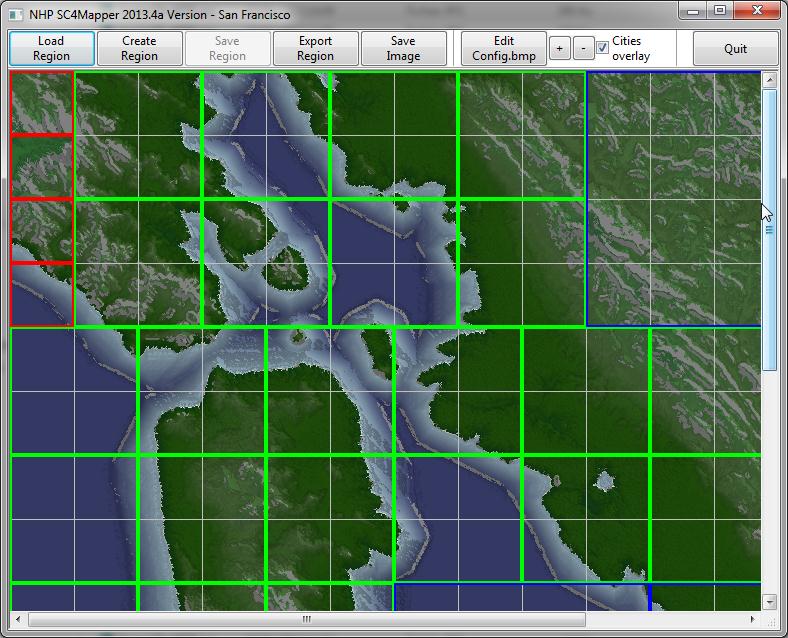 NHP SC4Mapper 2013.4a Version - San Francisco
Load
Region
Create
Region
Save
Region
Export
Region
Save
Image
Edit
Config.bmp
+
-
Cities
overlay
Quit